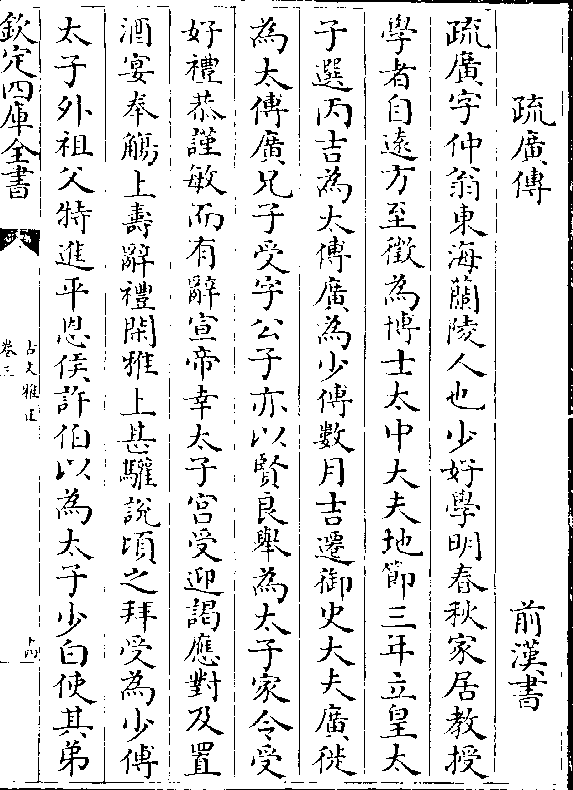 疏廣傳　前漢書
疏廣字仲翁東海蘭陵人也少好學明春秋家居教授
學者自遠方至徵為博士太中大夫地節三年立皇太
子選丙吉為太傅廣為少傅數月吉遷御史大夫廣徙
為太傅廣兄子受字公子亦以賢良舉為太子家令受
好禮恭謹敏而有辭宣帝幸太子宮受迎謁應對及置
酒宴奉觴上壽辭禮閑雅上甚驩說頃之拜受為少傅
太子外祖父特進平恩侯許伯以為太子少白使其弟
欽定四庫全書
古文雅正
卷三
十四